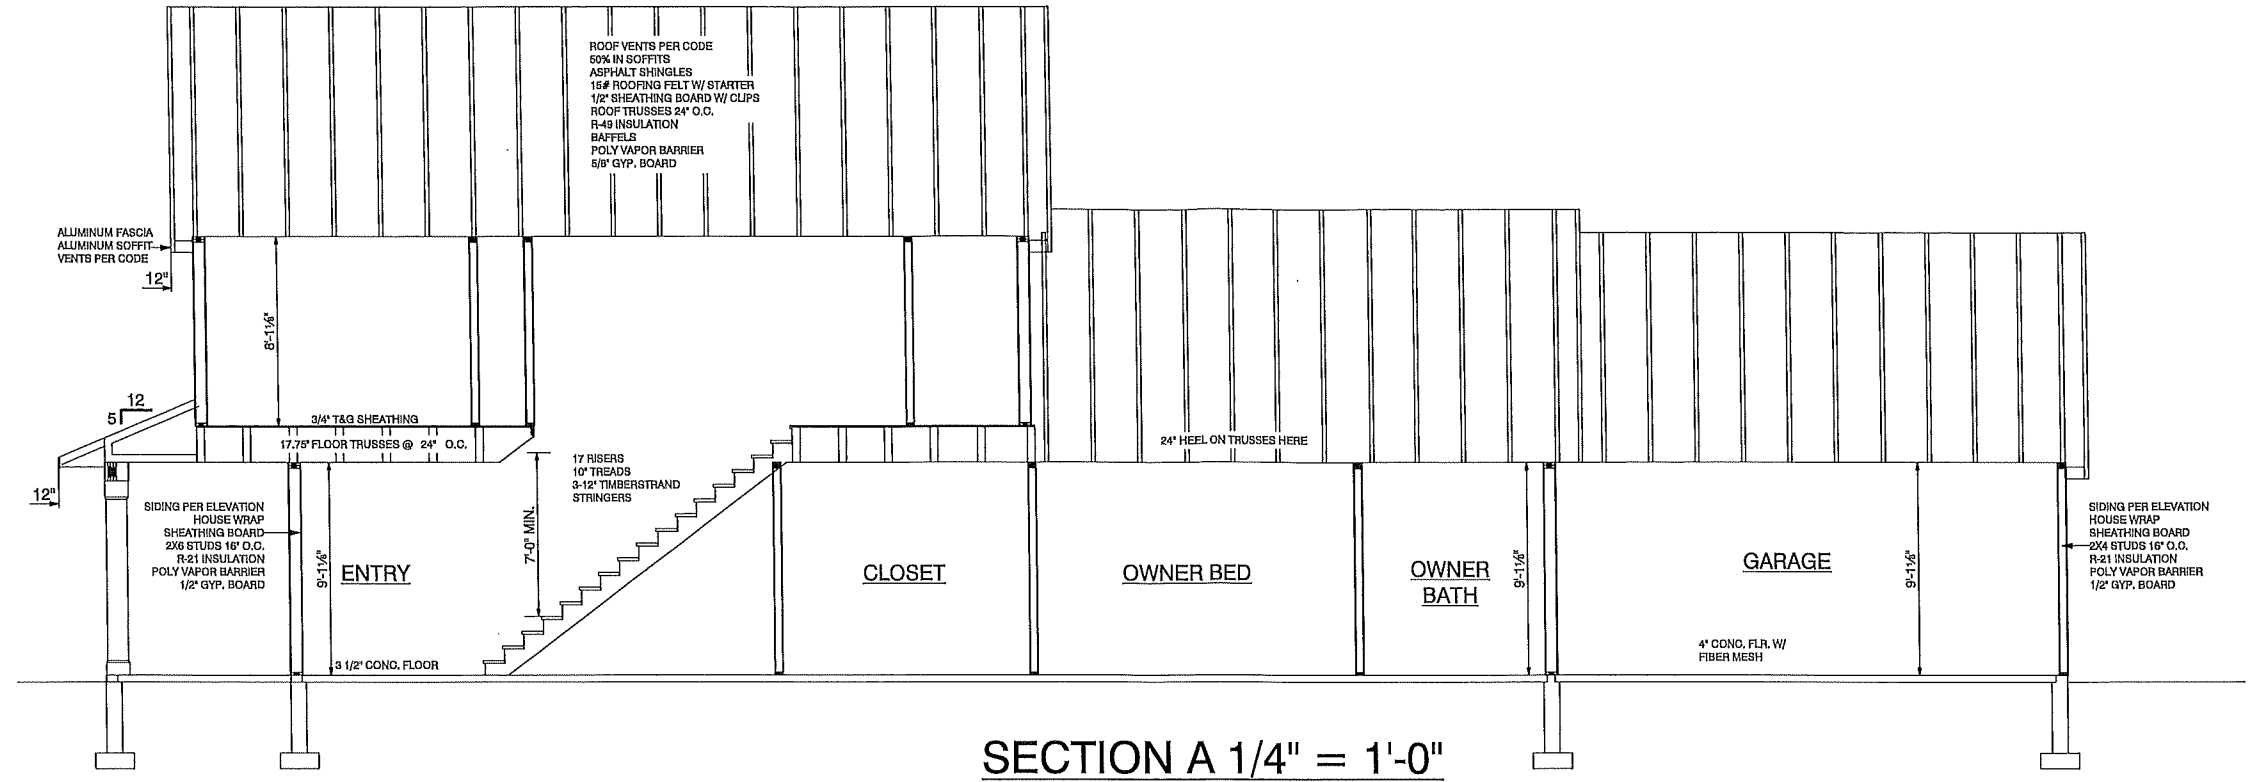 ROOF VENTS PER CODE
50% IN SOFFITS
ASPHALT SHINGLES
15# ROOFING FELT W/ STARTER
1/2" SHEATHING BOARD W/ CLIPS
ROOF TRUSSES 24" O.C.
R-49 INSULATION
BAFFELS
POLY VAPOR BARRIER
5/8" GYP. BOARD
ALUMINUM FASCIA
ALUMINUM SOFFIT
VENTS PER CODE
12"
8'-1 1/8"
12
5
3/4" T&G SHEATHING
17.75" FLOOR TRUSSES @ 24" O.C.
24" HEEL ON TRUSSES HERE
17 RISERS
10" TREADS
3-12" TIMBERSTRAND
STRINGERS
12"
SIDING PER ELEVATION
HOUSE WRAP
SHEATHING BOARD
2X6 STUDS 16" O.C.
R-21 INSULATION
POLY VAPOR BARRIER
1/2" GYP. BOARD
9'-1 1/8"
ENTRY
7'-0" MIN.
CLOSET
OWNER BED
OWNER
BATH
9'-1 1/8"
GARAGE
9'-1 1/8"
SIDING PER ELEVATION
HOUSE WRAP
SHEATHING BOARD
2X4 STUDS 16" O.C.
R-21 INSULATION
POLY VAPOR BARRIER
1/2" GYP. BOARD
3 1/2" CONC. FLOOR
4" CONC. FLR. W/
FIBER MESH
SECTION A 1/4" = 1'-0"